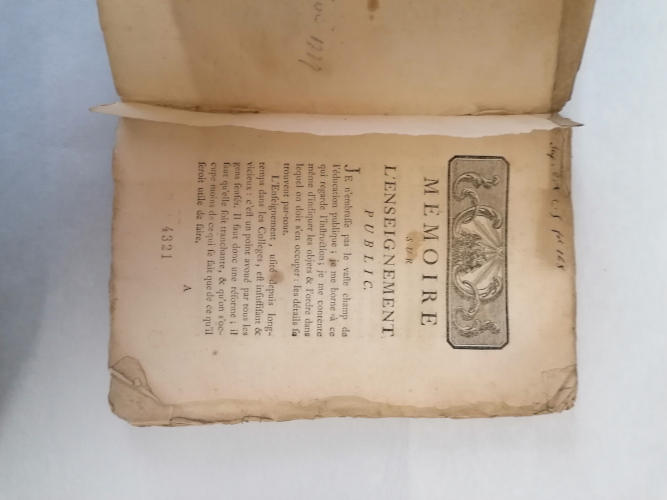 1777
MÉMOIRE
SUR
L'ENSEIGNEMENT
PUBLIC.
JE n'embrasse pas le vaste champ de
l'éducation publique ; je me borne à ce
qui regarde l'instruction ; je me contente
même d'indiquer les objets & l'ordre dans
lequel on doit s'en occuper : les détails se
trouvent par-tout.
L'Enseignement, usité depuis long-
temps dans les Colleges, est insuffisant &
vicieux : c'est un point avoué par tous les
gens sensés. Il faut donc une réforme ; il
faut qu'elle soit tranchante, & qu'on s'oc-
cupe moins de ce qui se fait que de ce qu'il
seroit utile de faire.
A
4321